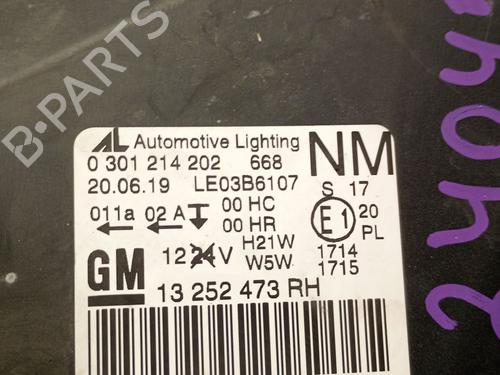 B-PARTS
AL Automotive Lighting NM
0 301 214 202 668
20.06.19 LE03B6107 S 17
011a 02 A 00 HC E1 20
00 HR PL
12 24 V H21W 1714
W5W 1715
GM
13 252 473 RH